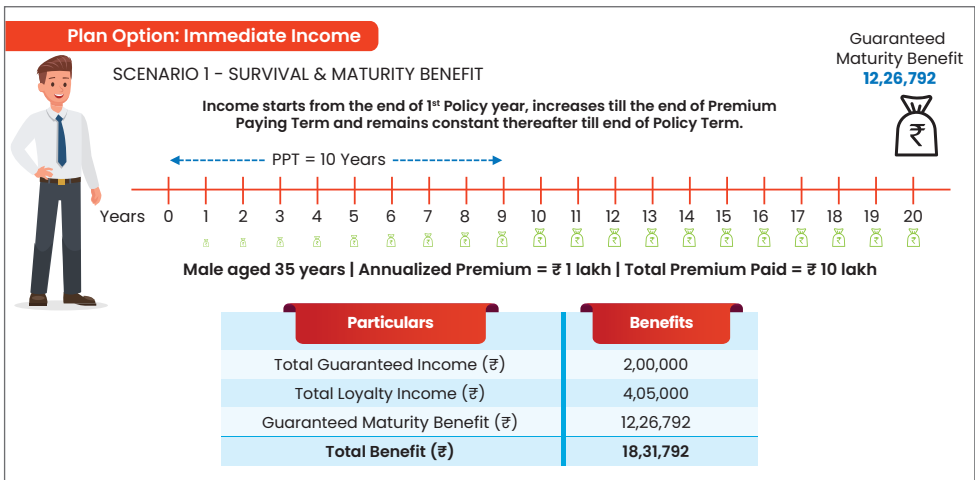 Plan Option: Immediate Income
Guaranteed
Maturity Benefit
12,26,792
₹
SCENARIO 1 - SURVIVAL & MATURITY BENEFIT
Income starts from the end of 1st Policy year, increases till the end of Premium
Paying Term and remains constant thereafter till end of Policy Term.
PPT = 10 Years
Years 0 1 2 3 4 5 6 7 8 9 10 11 12 13 14 15 16 17 18 19 20
₹ ₹ ₹ ₹ ₹ ₹ ₹ ₹ ₹ ₹ ₹ ₹ ₹ ₹ ₹ ₹ ₹ ₹ ₹ ₹
Male aged 35 years | Annualized Premium = ₹ 1 lakh | Total Premium Paid = ₹ 10 lakh
Particulars Benefits
Total Guaranteed Income (₹) 2,00,000
Total Loyalty Income (₹) 4,05,000
Guaranteed Maturity Benefit (₹) 12,26,792
Total Benefit (₹) 18,31,792